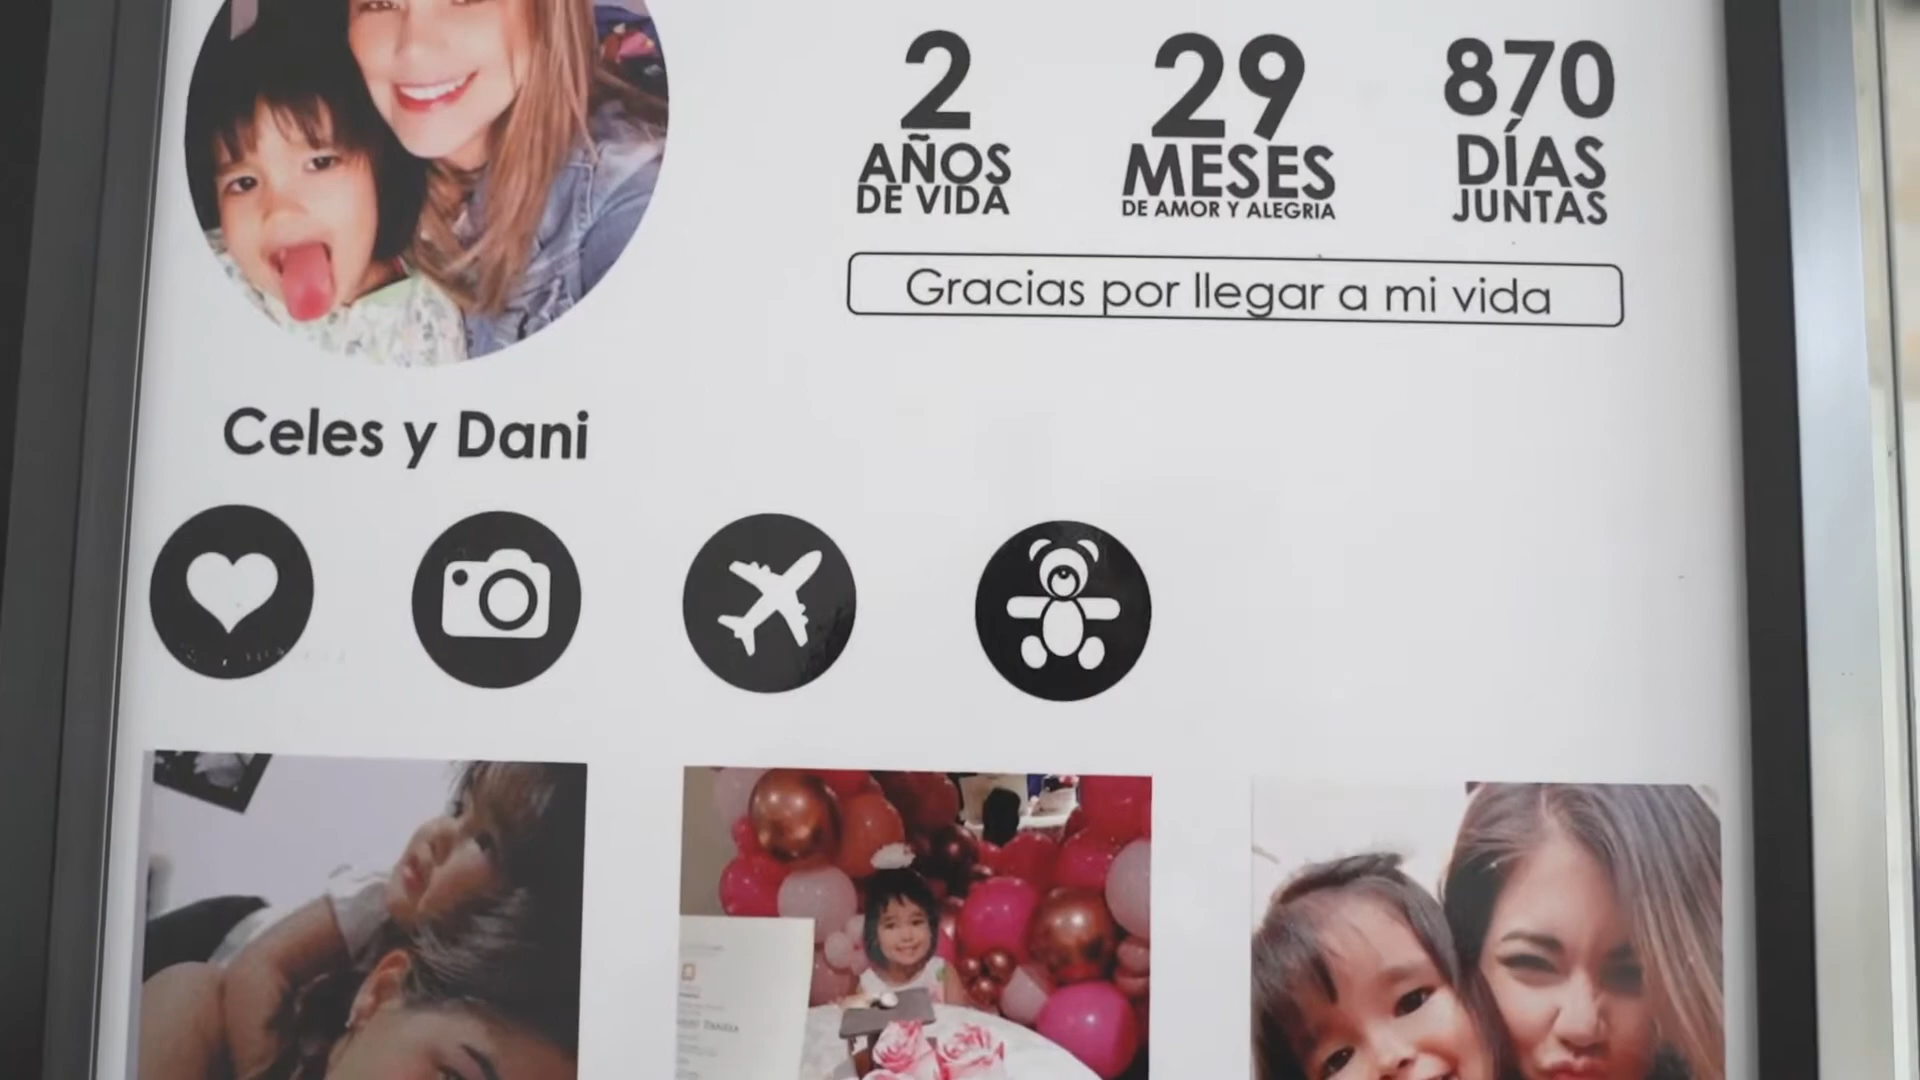 2
AÑOS
DE VIDA
29
MESES
DE AMOR Y ALEGRIA
870
DÍAS
JUNTAS
Gracias por llegar a mi vida
Celes y Dani